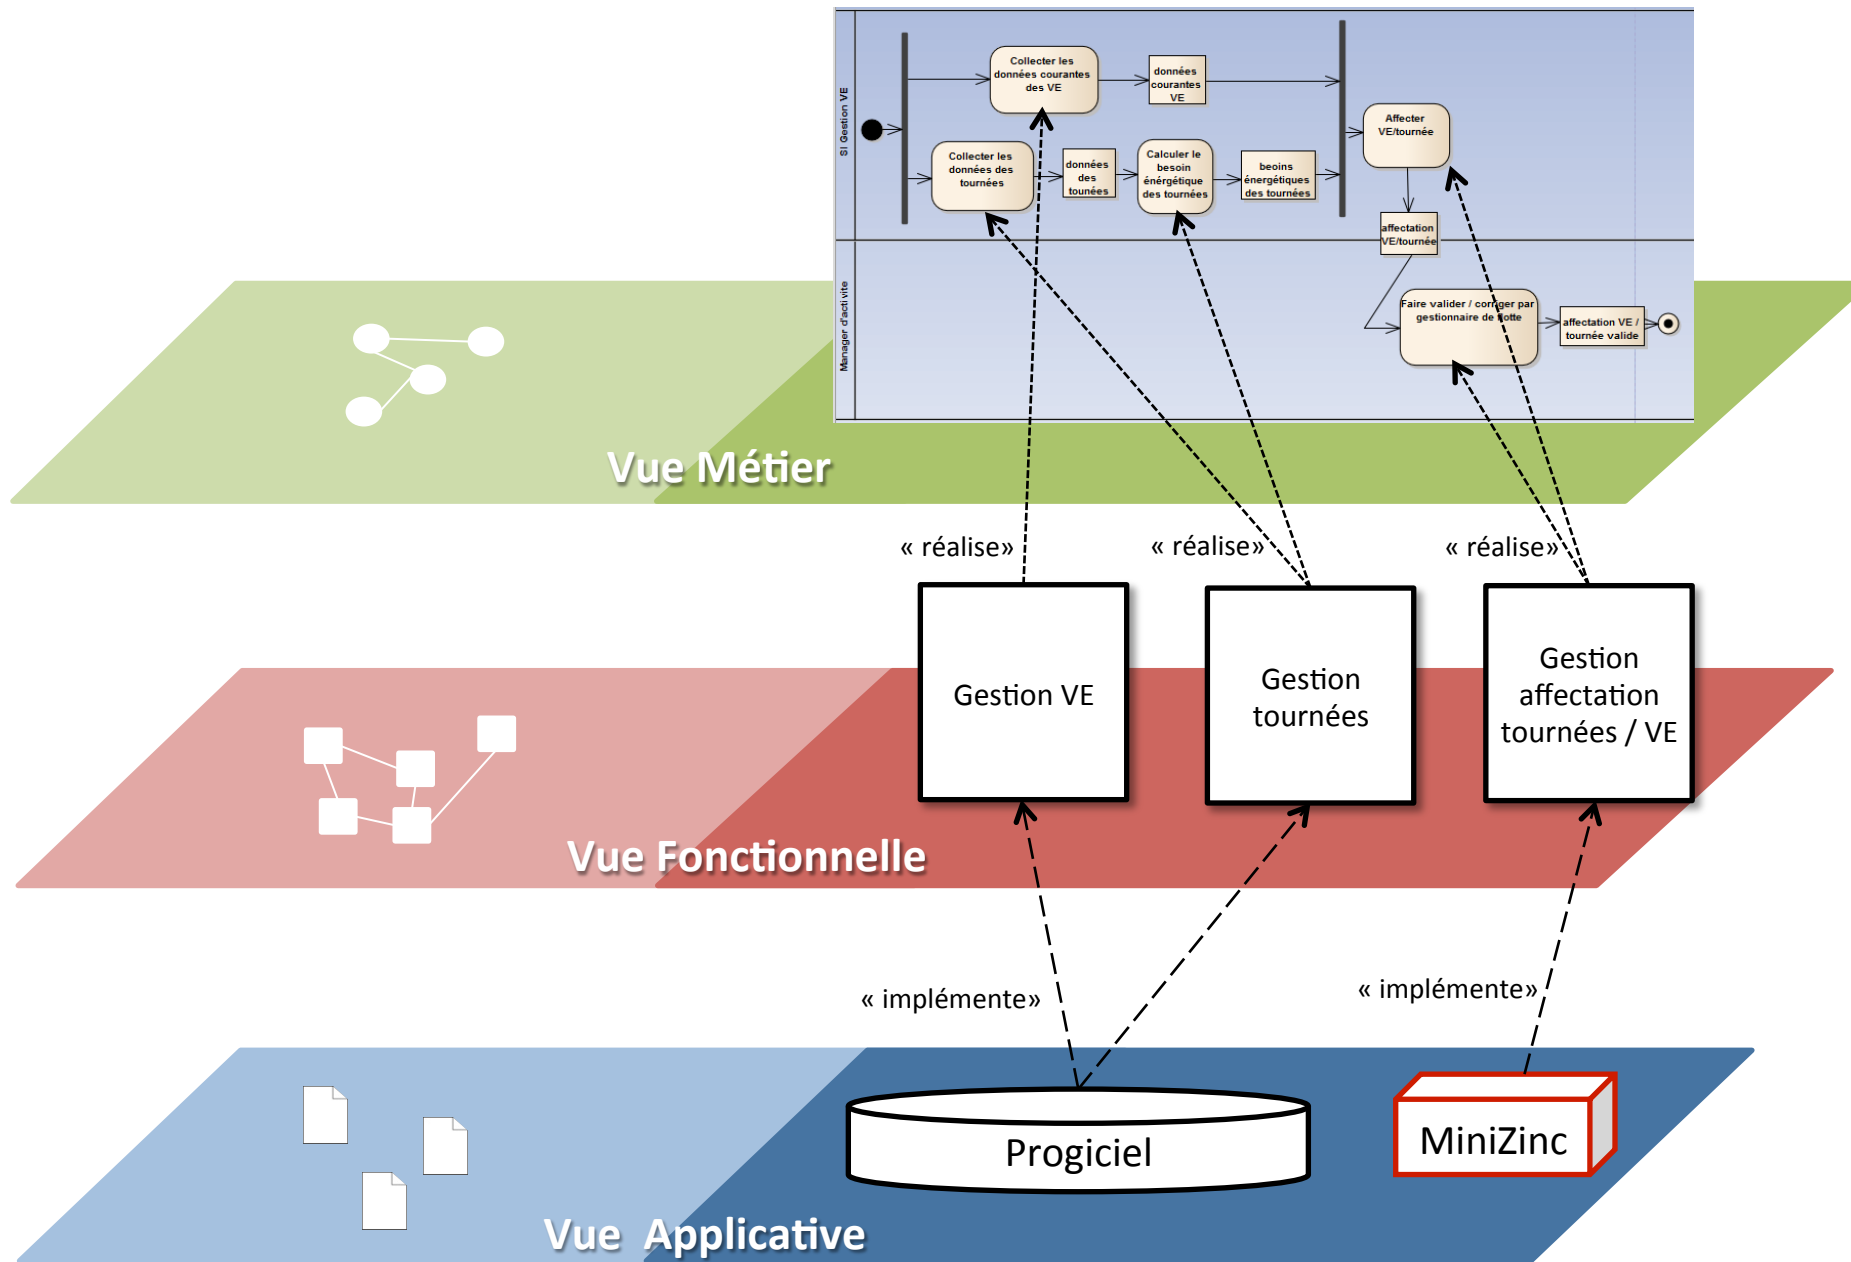 SI Gestion VE
Collecter les
données courantes
des VE
données
courantes
VE
Collecter les
données des
tournées
données
des
tounées
Calculer le
besoin
énérgétique
des tournées
beoins
énergétiques
des tournées
Affecter
VE/tournée
affectation
VE/tournée
Manager d'activite
Faire valider / corriger par
gestionnaire de flotte
affectation VE /
tournée valide
Vue Métier
« réalise»
« réalise»
« réalise»
Gestion VE
Gestion
tournées
Gestion
affectation
tournées / VE
Vue Fonctionnelle
« implémente»
« implémente»
Progiciel
MiniZinc
Vue Applicative